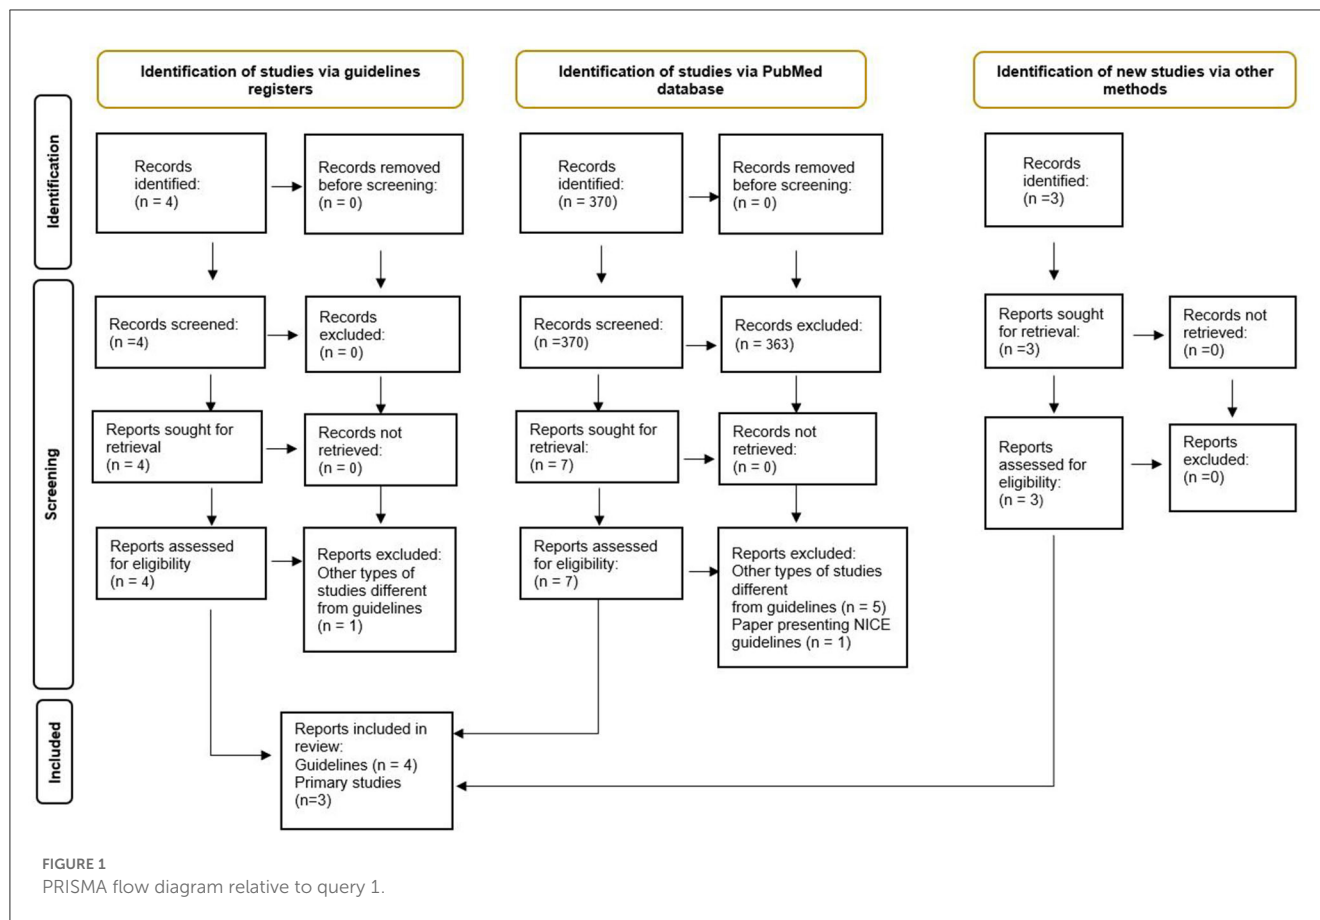 Identification of studies via guidelines
registers
Identification of studies via PubMed
database
Identification of new studies via other
methods
Identification
Records
identified:
(n = 4)
Records removed
before screening:
(n = 0)
Records
identified:
(n = 370)
Records removed
before screening:
(n = 0)
Records
identified:
(n =3)
Screening
Records screened:
(n =4)
Records
excluded:
(n = 0)
Records screened:
(n =370)
Records excluded:
(n = 363)
Reports sought
for retrieval:
(n =3)
Records not
retrieved:
(n =0)
Reports sought for
retrieval
(n = 4)
Records not
retrieved:
(n = 0)
Reports sought for
retrieval:
(n = 7)
Records not
retrieved:
(n = 0)
Reports
assessed for
eligibility:
(n = 3)
Reports
excluded:
(n =0)
Reports assessed
for eligibility
(n = 4)
Reports excluded:
Other types of
studies different
from guidelines
(n = 1)
Reports assessed
for eligibility:
(n = 7)
Reports excluded:
Other types of studies
different
from guidelines (n = 5)
Paper presenting NICE
guidelines (n = 1)
Included
Reports included in
review:
Guidelines (n = 4)
Primary studies
(n=3)
FIGURE 1
PRISMA flow diagram relative to query 1.